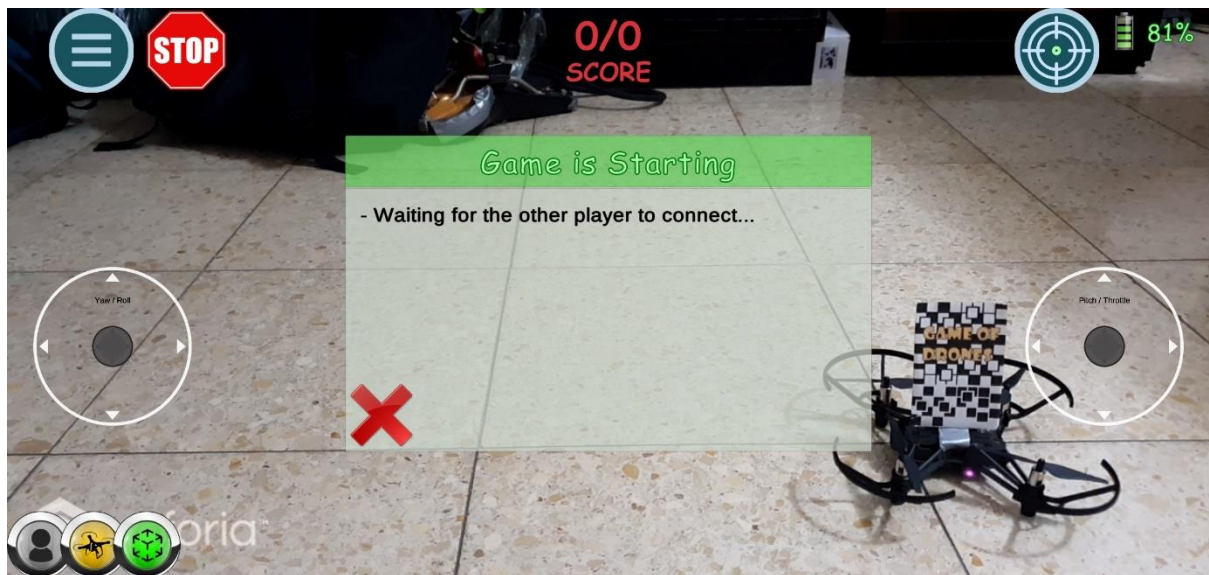 STOP
0/0
SCORE
81%
Game is Starting
- Waiting for the other player to connect...
Yaw / Roll
Pitch / Throttle
GAME OF
DRONES
foria